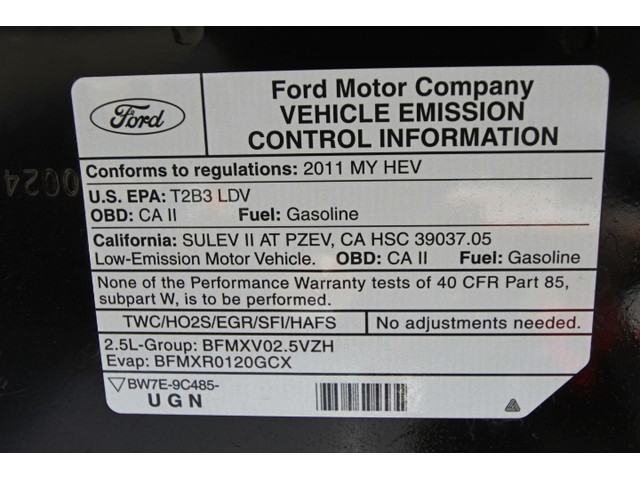 Ford
Ford Motor Company
VEHICLE EMISSION
CONTROL INFORMATION
Conforms to regulations: 2011 MY HEV
U.S. EPA: T2B3 LDV
OBD: CA II Fuel: Gasoline
California: SULEV II AT PZEV, CA HSC 39037.05
Low-Emission Motor Vehicle. OBD: CA II Fuel: Gasoline
None of the Performance Warranty tests of 40 CFR Part 85,
subpart W, is to be performed.
TWC/HO2S/EGR/SFI/HAFS No adjustments needed.
2.5L-Group: BFMXV02.5VZH
Evap: BFMXR0120GCX
BW7E-9C485-
UGN
0024